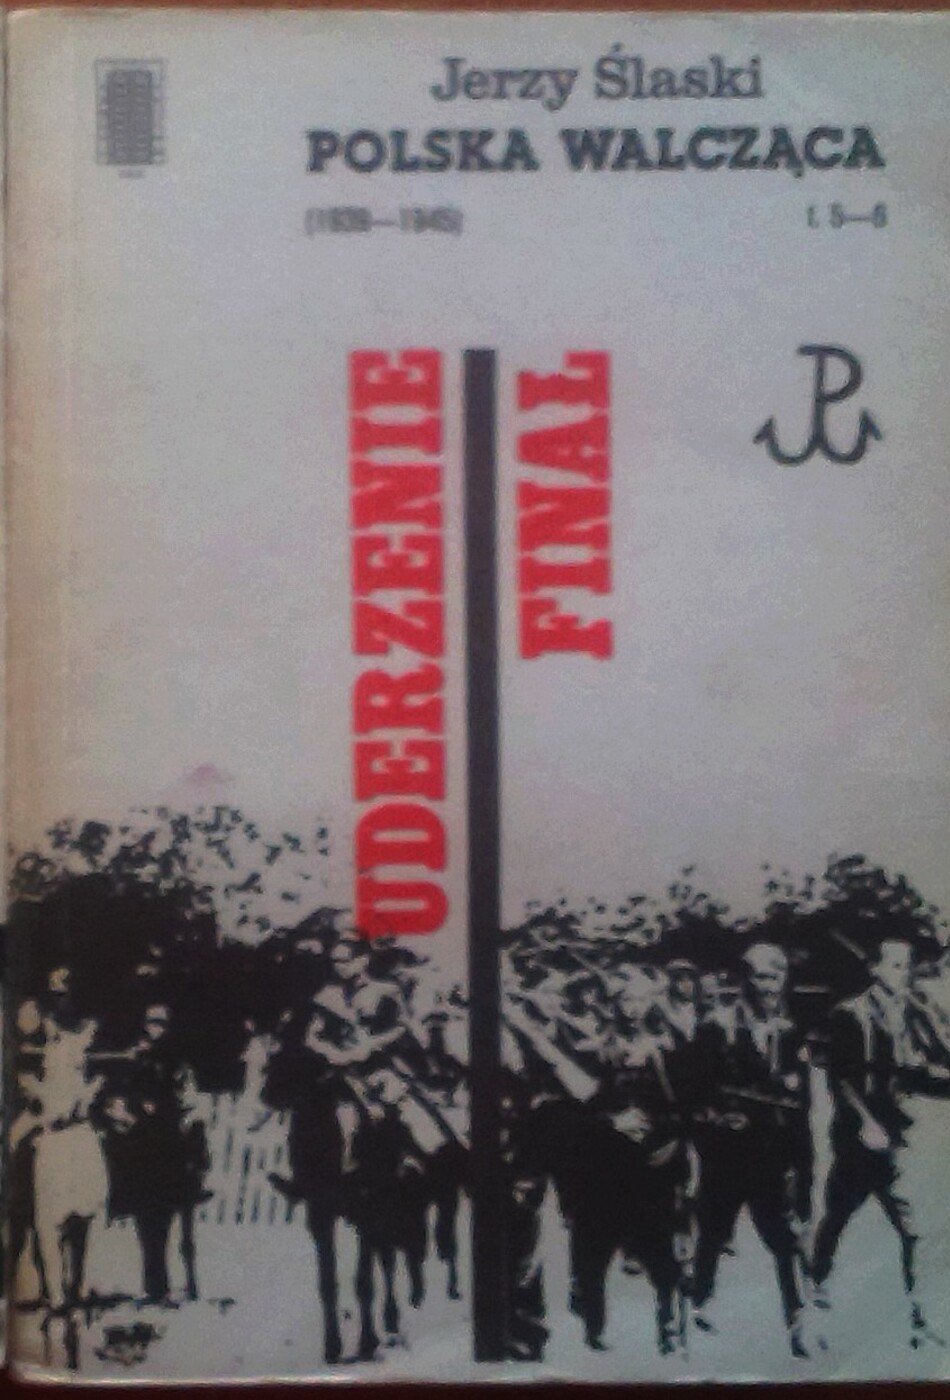 Jerzy Ślaski
POLSKA WALCZĄCA
(1939—1945) t. 5—6
UDERZENIE
FINAŁ